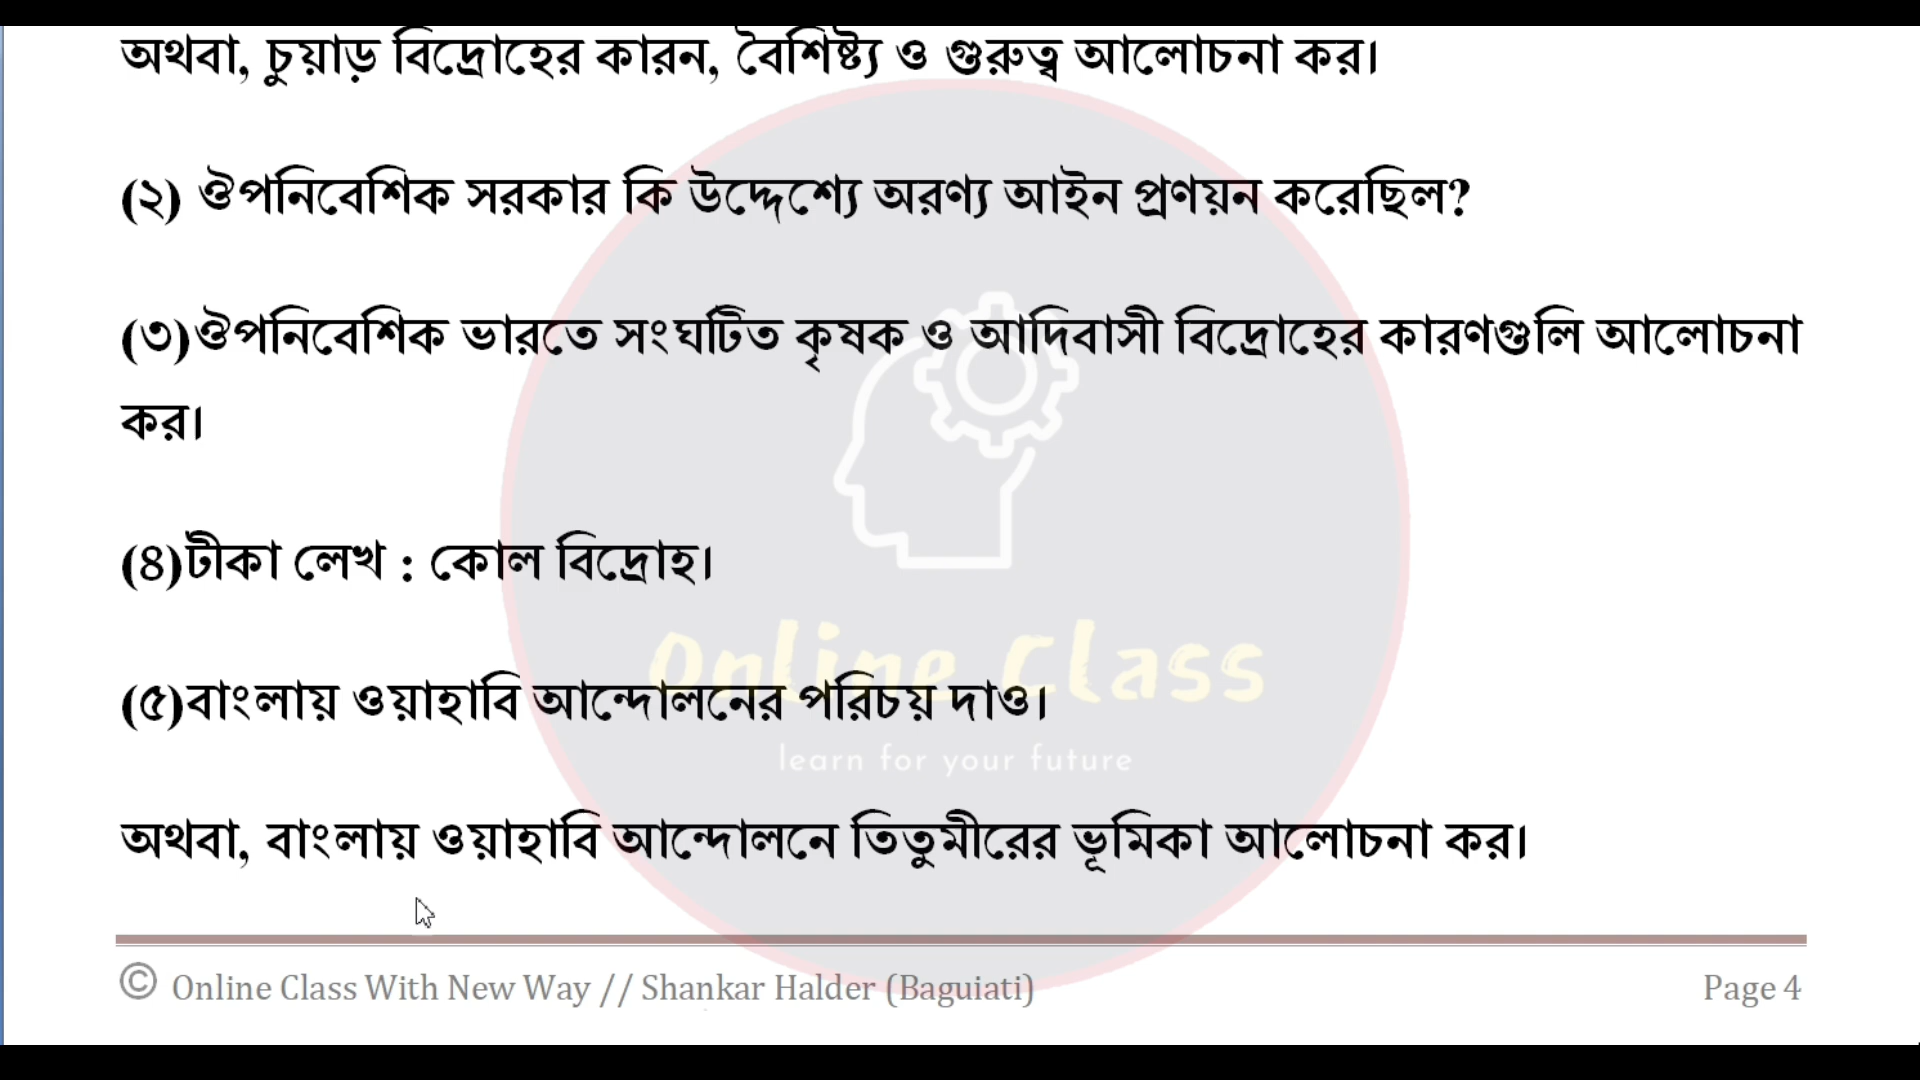 অথবা, চুয়াড় বিদ্রোহের কারন, বৈশিষ্ট্য ও গুরুত্ব আলোচনা কর।
(২) ঔপনিবেশিক সরকার কি উদ্দেশ্যে অরণ্য আইন প্রণয়ন করেছিল?
(৩)ঔপনিবেশিক ভারতে সংঘটিত কৃষক ও আদিবাসী বিদ্রোহের কারণগুলি আলোচনা
কর।
(৪)টীকা লেখ : কোল বিদ্রোহ।
Online Class
(৫)বাংলায় ওয়াহাবি আন্দোলনের পরিচয় দাও।
learn for your future
অথবা, বাংলায় ওয়াহাবি আন্দোলনে তিতুমীরের ভূমিকা আলোচনা কর।
© Online Class With New Way // Shankar Halder (Baguiati) Page 4